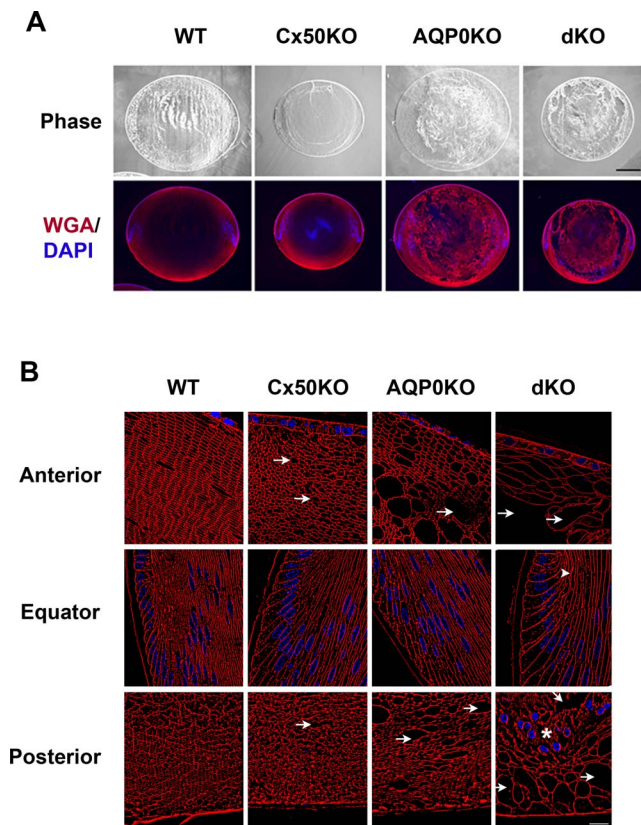 A
WT Cx50KO AQP0KO dKO
Phase
WGA/
DAPI
B
WT Cx50KO AQP0KO dKO
Anterior
Equator
Posterior
*